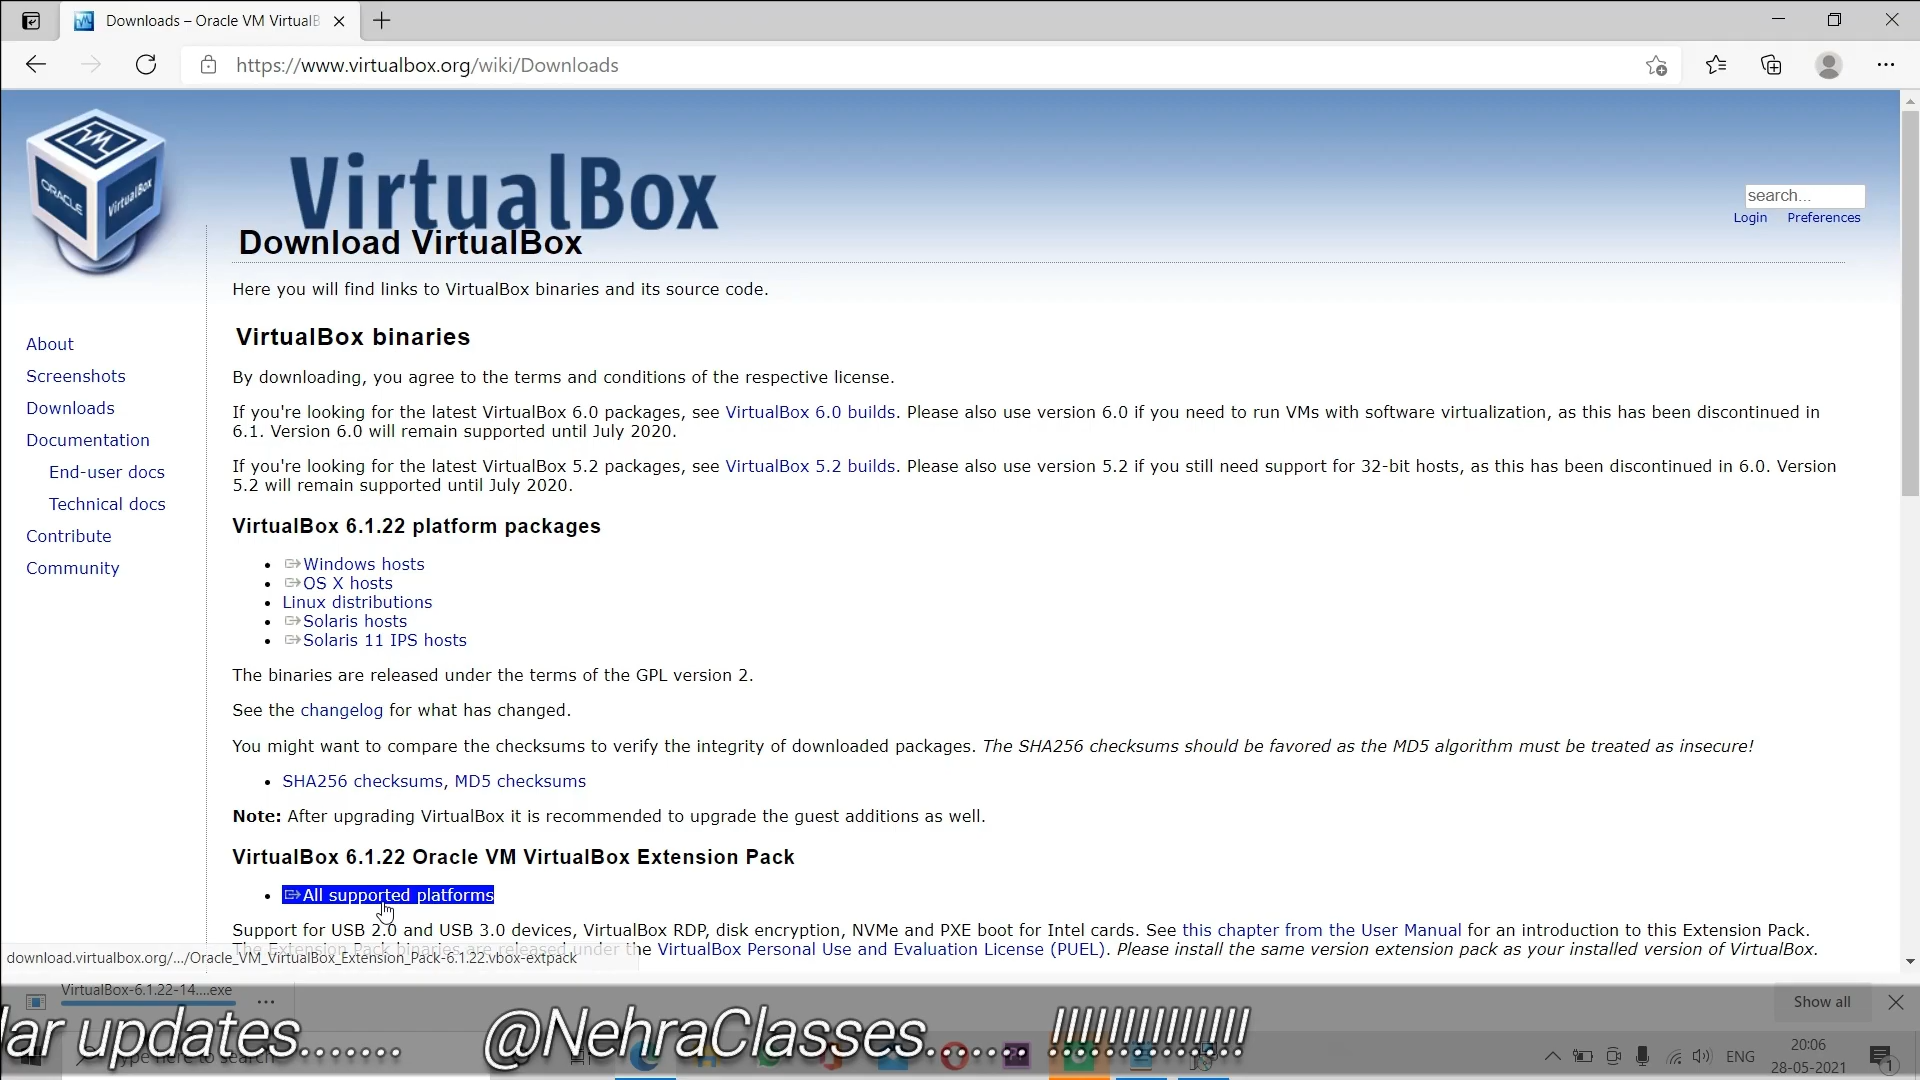 Downloads – Oracle VM VirtualB
https://www.virtualbox.org/wiki/Downloads
ORACLE
VirtualBox
VirtualBox
search...
Login Preferences
Download VirtualBox
Here you will find links to VirtualBox binaries and its source code.
About
Screenshots
Downloads
Documentation
End-user docs
Technical docs
Contribute
Community
VirtualBox binaries
By downloading, you agree to the terms and conditions of the respective license.
If you're looking for the latest VirtualBox 6.0 packages, see VirtualBox 6.0 builds. Please also use version 6.0 if you need to run VMs with software virtualization, as this has been discontinued in
6.1. Version 6.0 will remain supported until July 2020.
If you're looking for the latest VirtualBox 5.2 packages, see VirtualBox 5.2 builds. Please also use version 5.2 if you still need support for 32-bit hosts, as this has been discontinued in 6.0. Version
5.2 will remain supported until July 2020.
VirtualBox 6.1.22 platform packages
Windows hosts
OS X hosts
Linux distributions
Solaris hosts
Solaris 11 IPS hosts
The binaries are released under the terms of the GPL version 2.
See the changelog for what has changed.
You might want to compare the checksums to verify the integrity of downloaded packages. The SHA256 checksums should be favored as the MD5 algorithm must be treated as insecure!
SHA256 checksums, MD5 checksums
Note: After upgrading VirtualBox it is recommended to upgrade the guest additions as well.
VirtualBox 6.1.22 Oracle VM VirtualBox Extension Pack
All supported platforms
Support for USB 2.0 and USB 3.0 devices, VirtualBox RDP, disk encryption, NVMe and PXE boot for Intel cards. See this chapter from the User Manual for an introduction to this Extension Pack.
The Extension Pack binaries are released under the VirtualBox Personal Use and Evaluation License (PUEL). Please install the same version extension pack as your installed version of VirtualBox.
download.virtualbox.org/.../Oracle_VM_VirtualBox_Extension_Pack-6.1.22.vbox-extpack
VirtualBox-6.1.22-14....exe
Show all
lar updates....... @NehraClasses....... !!!!!!!!!!!!!!
Type here to search
ENG
20:06
28-05-2021
1